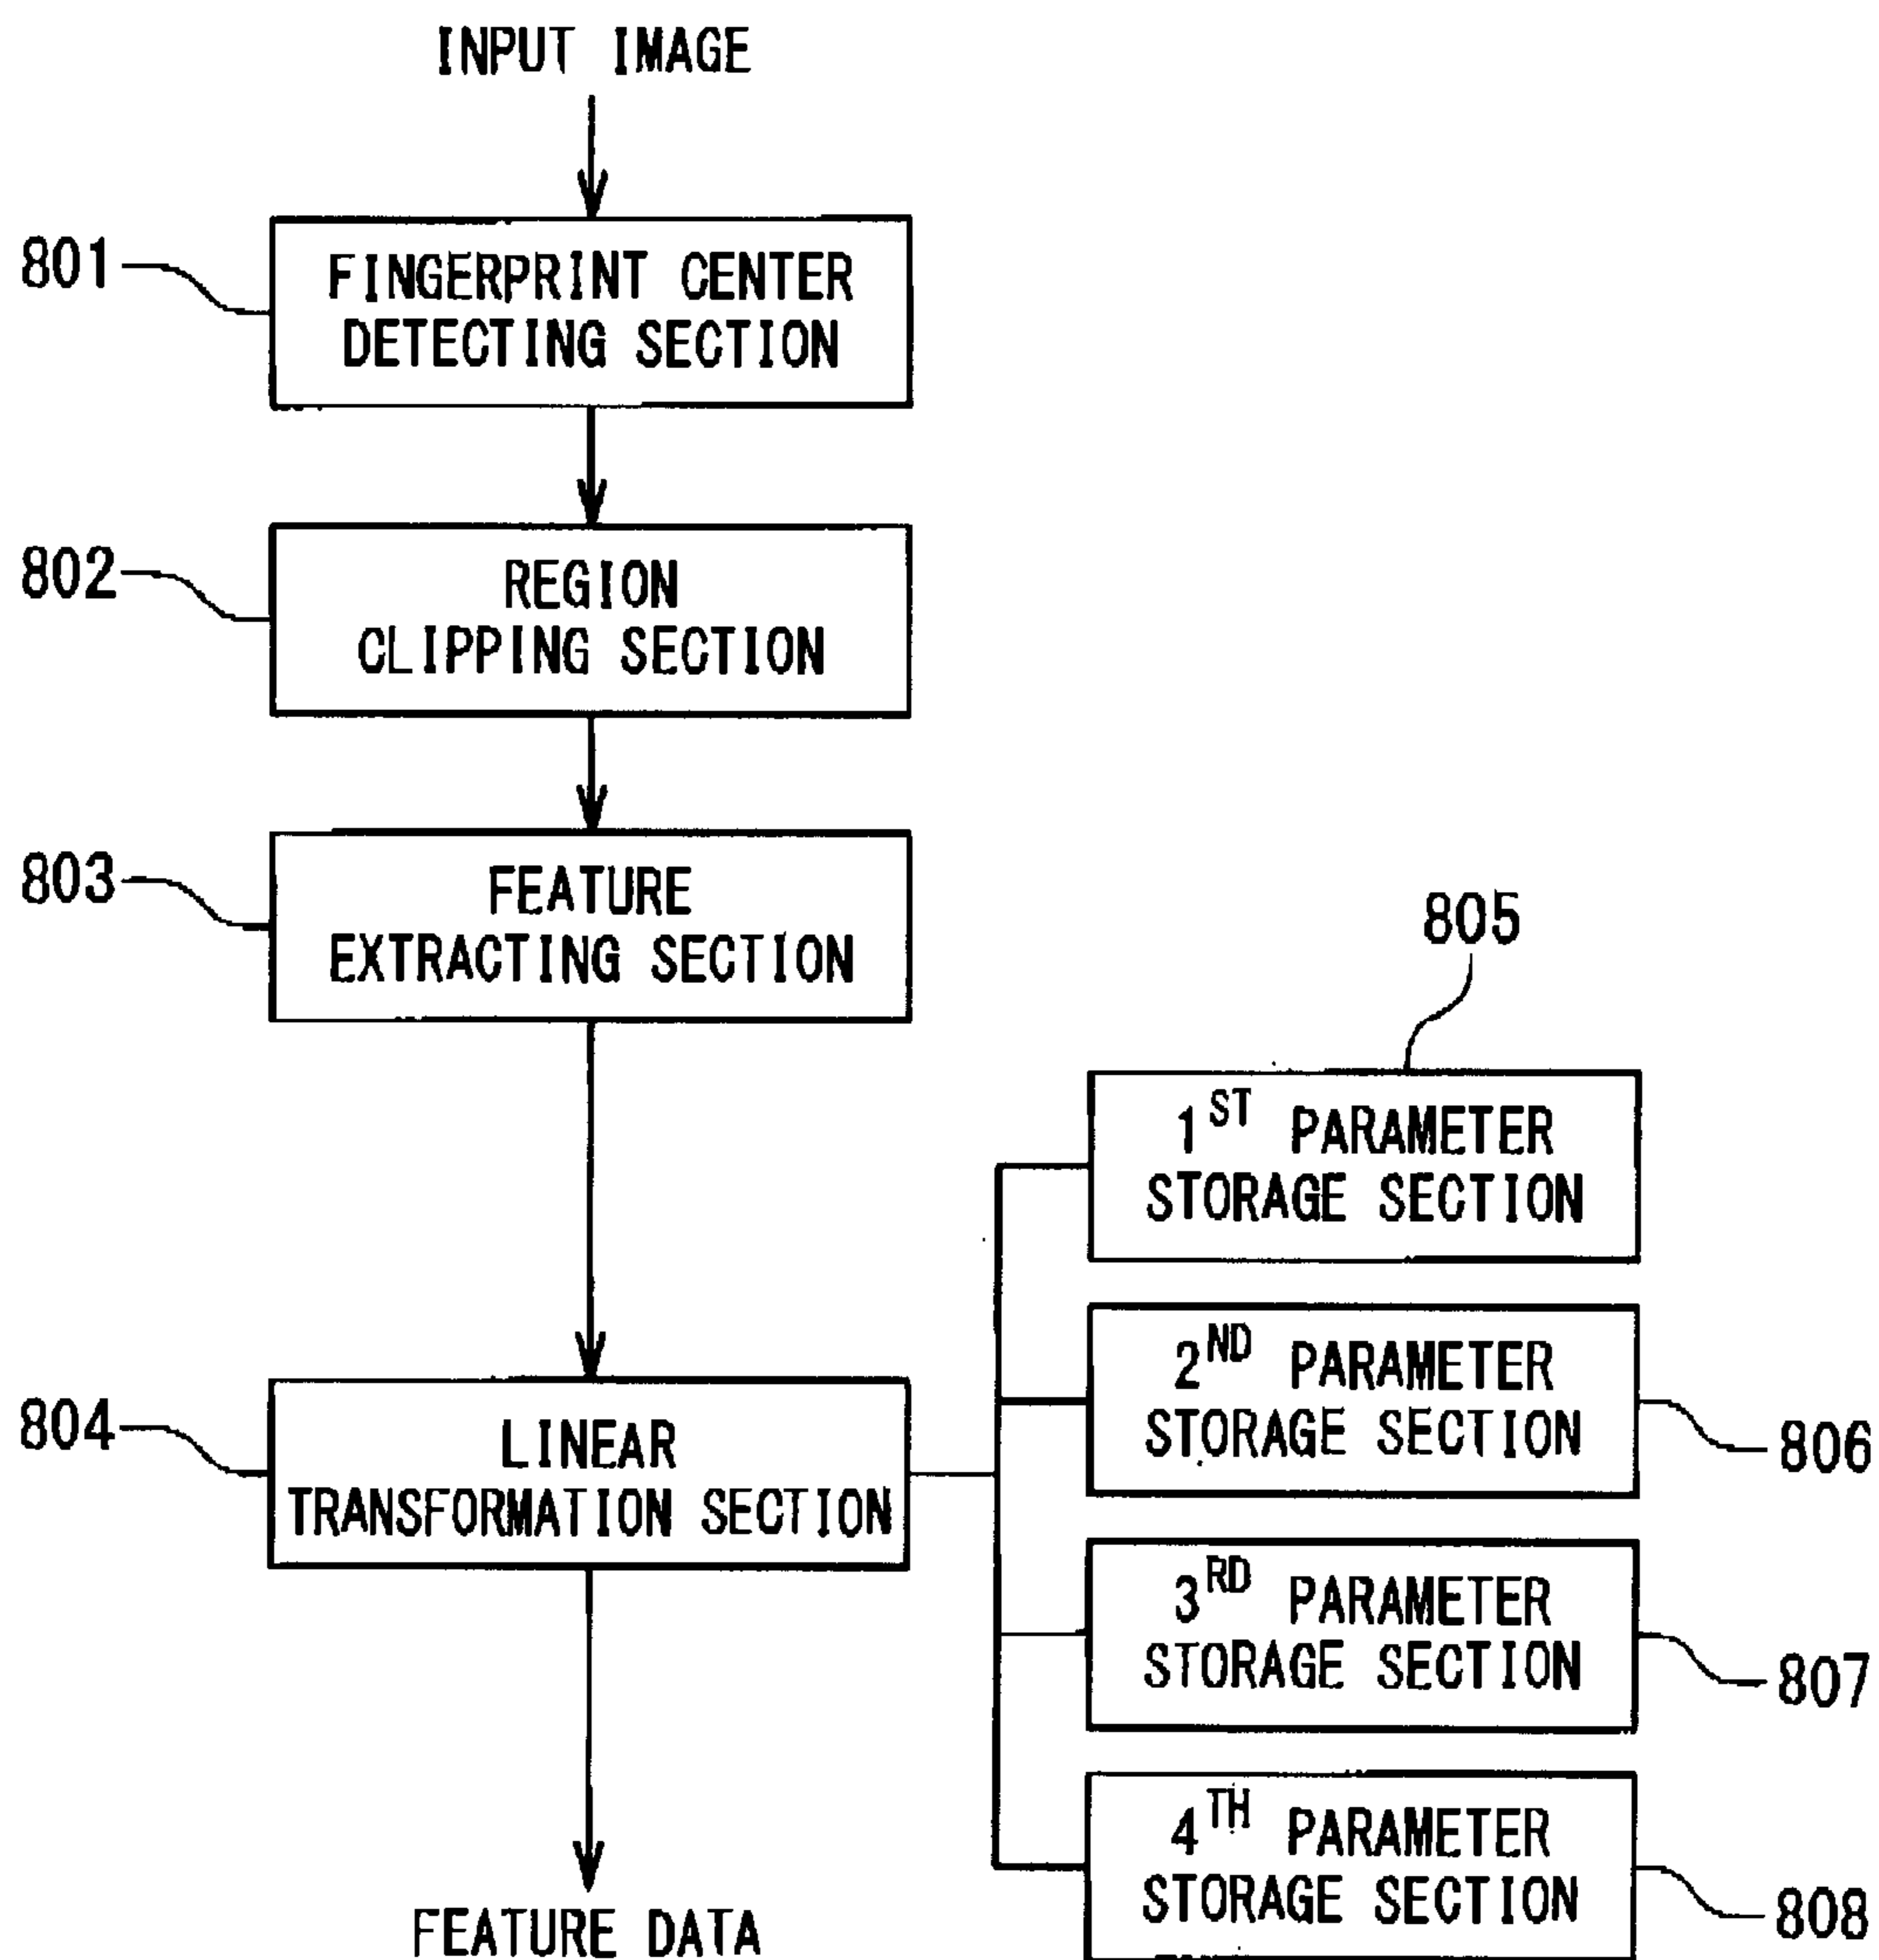 INPUT IMAGE
801
FINGERPRINT CENTER
DETECTING SECTION
802
REGION
CLIPPING SECTION
803
FEATURE
EXTRACTING SECTION
805
1ST PARAMETER
STORAGE SECTION
2ND PARAMETER
STORAGE SECTION
806
804
LINEAR
TRANSFORMATION SECTION
3RD PARAMETER
STORAGE SECTION
807
4TH PARAMETER
STORAGE SECTION
808
FEATURE DATA